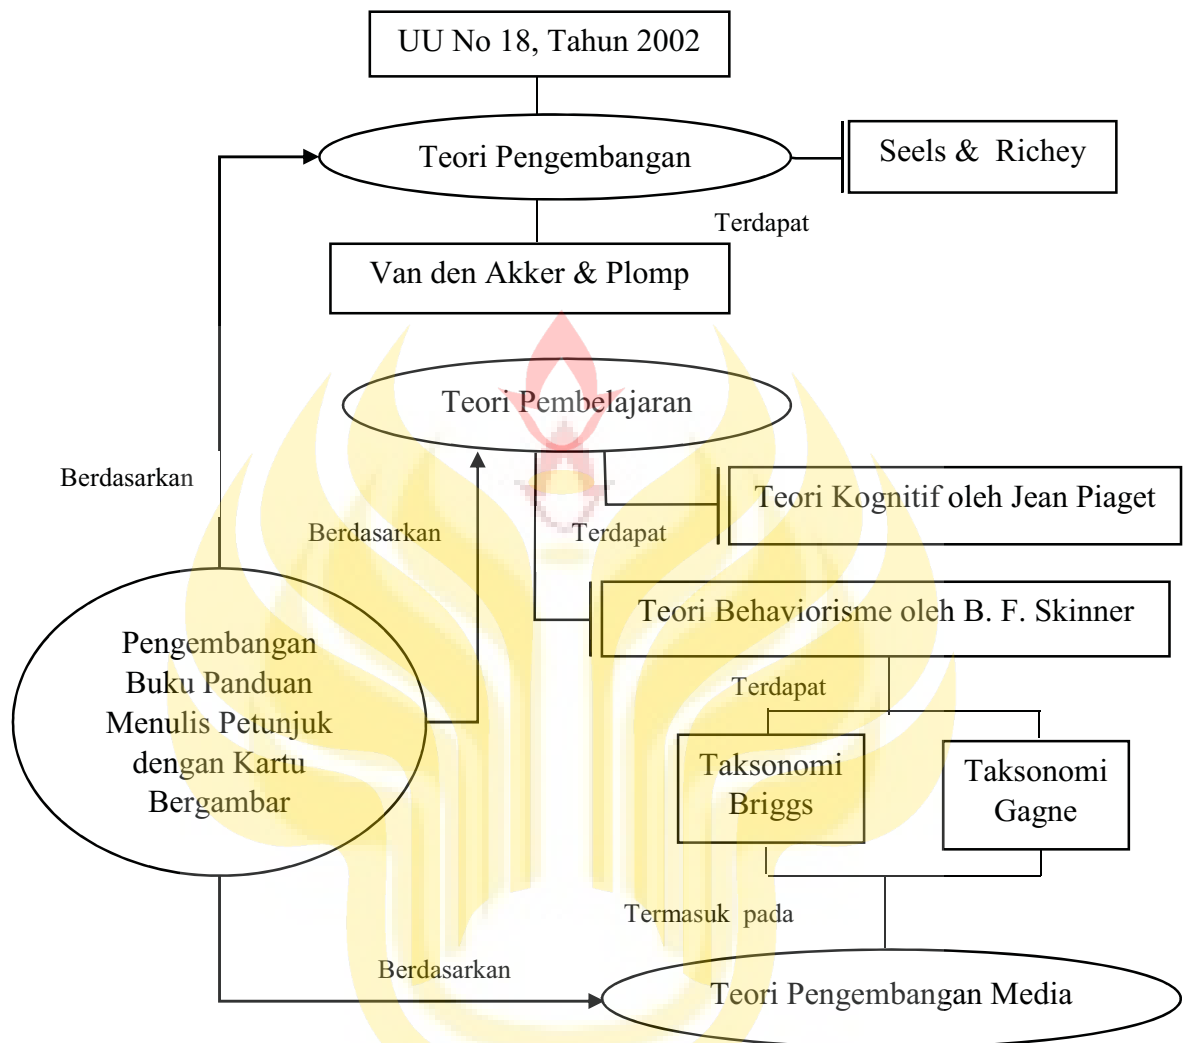 UU No 18, Tahun 2002
Teori Pengembangan
Seels & Richey
Terdapat
Van den Akker & Plomp
Teori Pembelajaran
Berdasarkan
Teori Kognitif oleh Jean Piaget
Berdasarkan
Terdapat
Teori Behaviorisme oleh B. F. Skinner
Pengembangan
Buku Panduan
Menulis Petunjuk
dengan Kartu
Bergambar
Terdapat
Taksonomi
Briggs
Taksonomi
Gagne
Termasuk pada
Berdasarkan
Teori Pengembangan Media